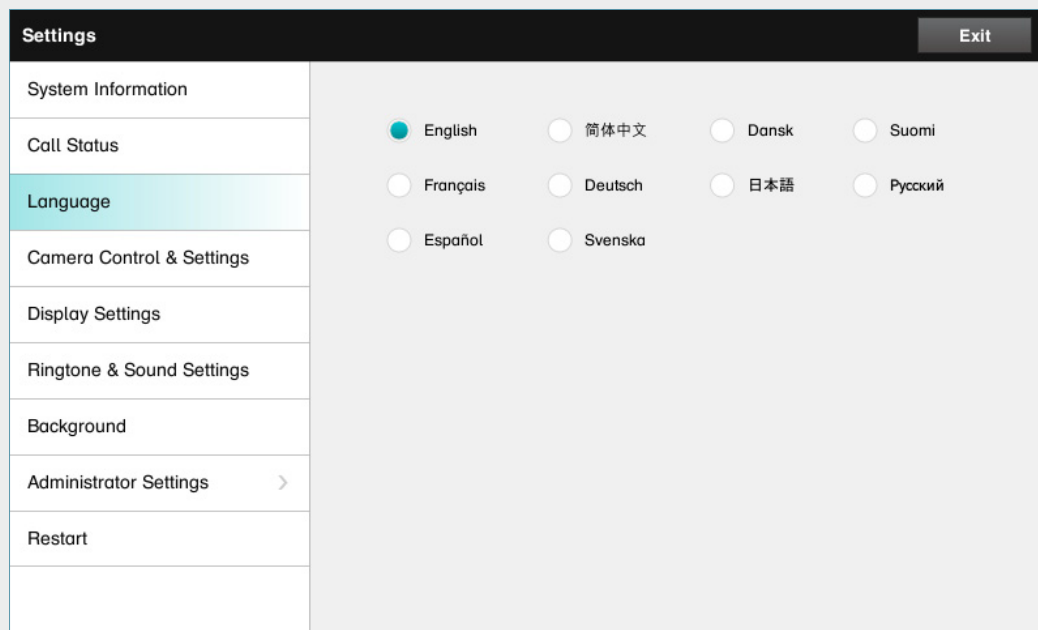 Settings
Exit
System Information
Call Status
Language
Camera Control & Settings
Display Settings
Ringtone & Sound Settings
Background
Administrator Settings
Restart
English 简体中文 Dansk Suomi
Français Deutsch 日本語 Русский
Español Svenska